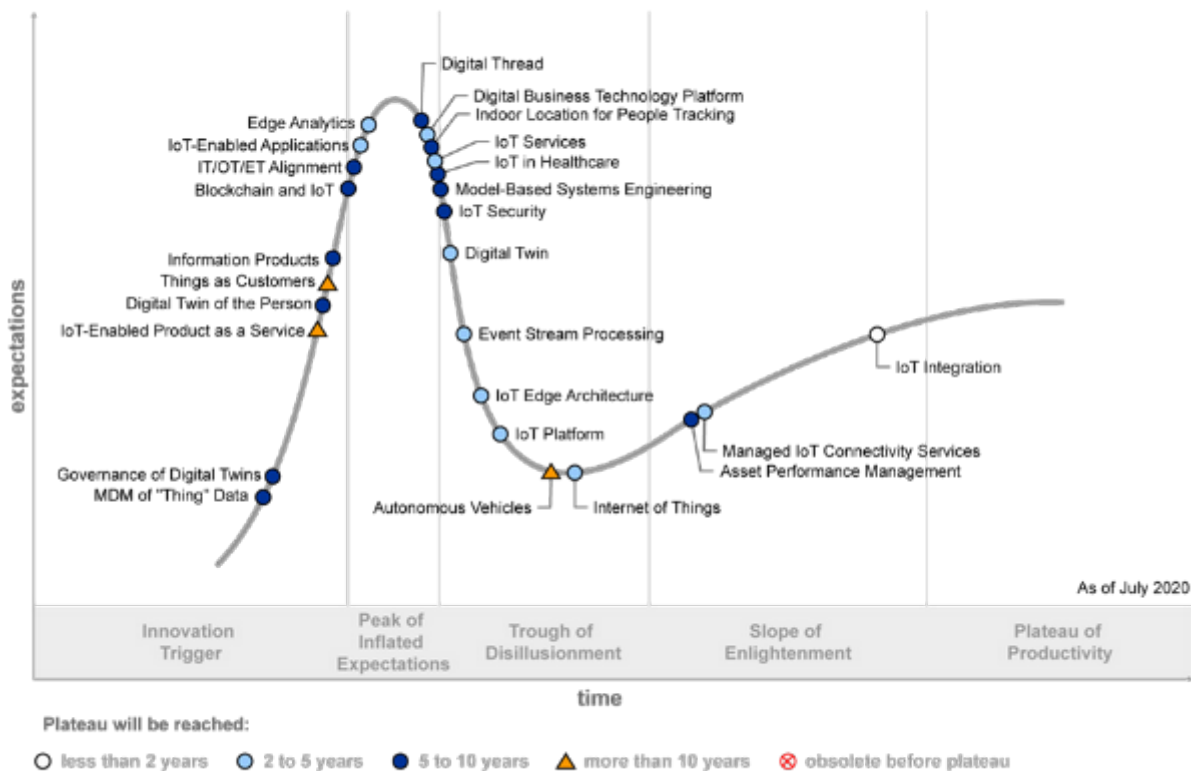 Digital Thread
Digital Business Technology Platform
Indoor Location for People Tracking
IoT Services
IoT in Healthcare
Model-Based Systems Engineering
IoT Security
Digital Twin
Event Stream Processing
IoT Edge Architecture
IoT Platform
Edge Analytics
IoT-Enabled Applications
IT/OT/ET Alignment
Blockchain and IoT
Information Products
Things as Customers
Digital Twin of the Person
IoT-Enabled Product as a Service
Governance of Digital Twins
MDM of "Thing" Data
Autonomous Vehicles
Internet of Things
IoT Integration
Managed IoT Connectivity Services
Asset Performance Management
expectations
As of July 2020
Innovation
Trigger
Peak of
Inflated
Expectations
Trough of
Disillusionment
Slope of
Enlightenment
Plateau of
Productivity
time
Plateau will be reached:
less than 2 years
2 to 5 years
5 to 10 years
more than 10 years
obsolete before plateau